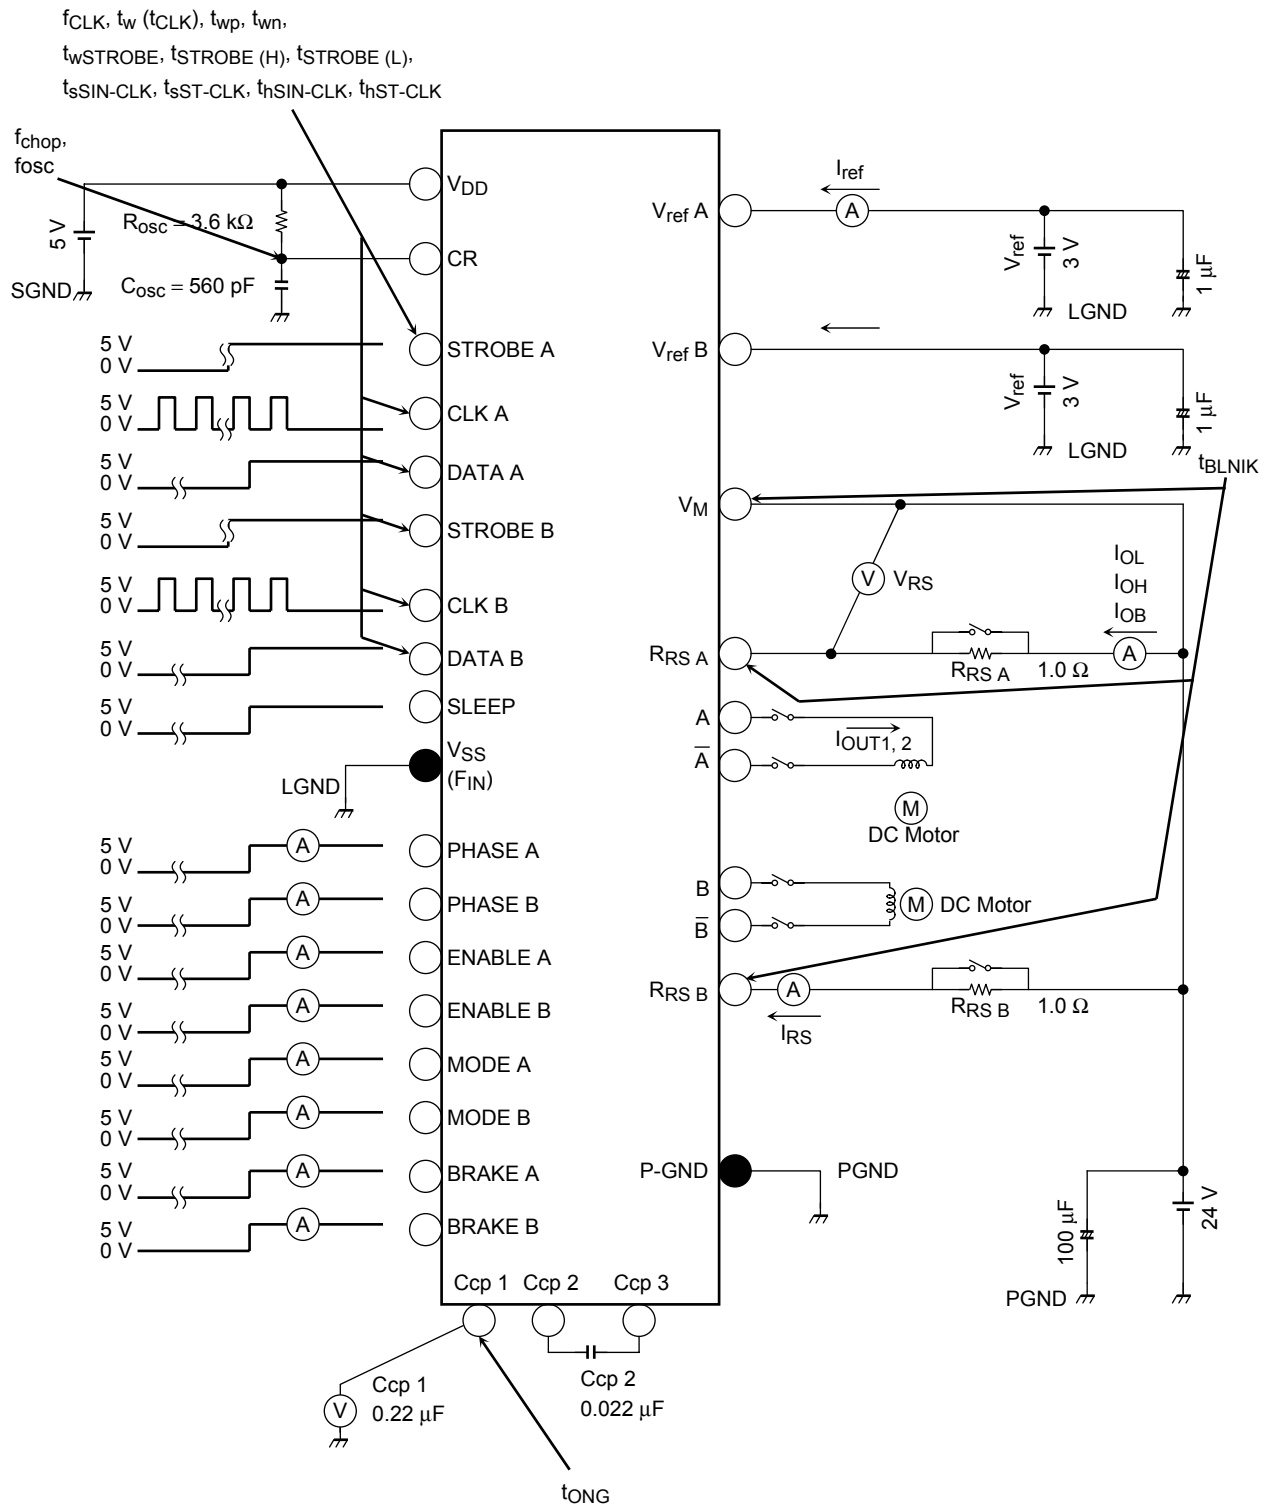 fCLK, tw (tCLK), twp, twn,
twSTROBE, tSTROBE (H), tSTROBE (L),
tsSIN-CLK, tsST-CLK, thSIN-CLK, thST-CLK
fchop,
fosc
5 V
SGND
Rosc = 3.6 kΩ
Cosc = 560 pF
VDD
CR
5 V
0 V
STROBE A
5 V
0 V
CLK A
5 V
0 V
DATA A
5 V
0 V
STROBE B
5 V
0 V
CLK B
5 V
0 V
DATA B
5 V
0 V
SLEEP
LGND
VSS
(FIN)
5 V
0 V
A
PHASE A
5 V
0 V
A
PHASE B
5 V
0 V
A
ENABLE A
5 V
0 V
A
ENABLE B
5 V
0 V
A
MODE A
5 V
0 V
A
MODE B
5 V
0 V
A
BRAKE A
5 V
0 V
A
BRAKE B
Vref A
Iref
A
Vref
3 V
1 µF
LGND
Vref B
Vref
3 V
1 µF
LGND
tBLNIK
VM
V
VRS
IOL
IOH
IOB
RRS A
RRS A
1.0 Ω
A
A
IOUT1, 2
A̅
M
DC Motor
B
M
DC Motor
B̅
RRS B
A
IRS
RRS B
1.0 Ω
P-GND
PGND
100 µF
24 V
PGND
Ccp 1
Ccp 2
Ccp 3
V
Ccp 1
0.22 µF
Ccp 2
0.022 µF
tONG